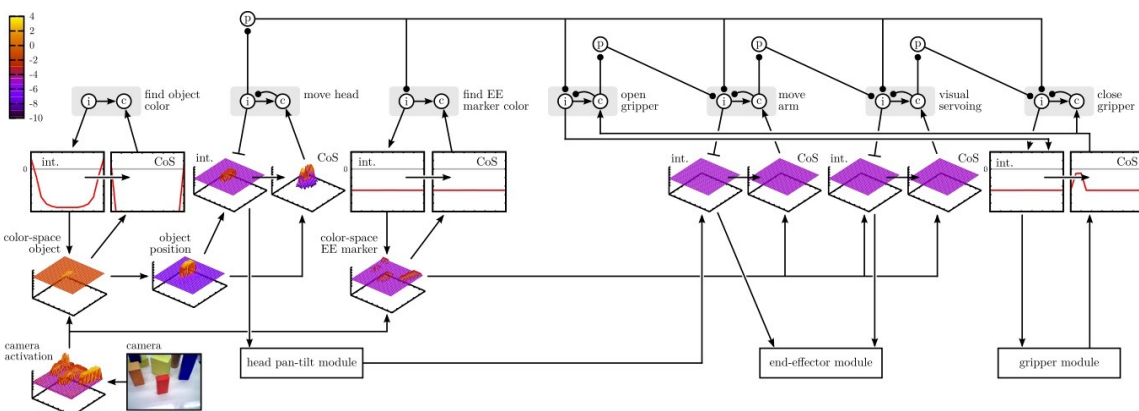 4
2
0
-2
-4
-6
-8
-10
p
p
p
p
i
c
find object
color
i
c
move head
i
c
find EE
marker color
i
c
open
gripper
i
c
move
arm
i
c
visual
servoing
i
c
close
gripper
0
int.
CoS
int.
CoS
0
int.
CoS
int.
CoS
int.
CoS
0
int.
CoS
color-space
object
object
position
color-space
EE marker
camera
activation
camera
head pan-tilt module
end-effector module
gripper module